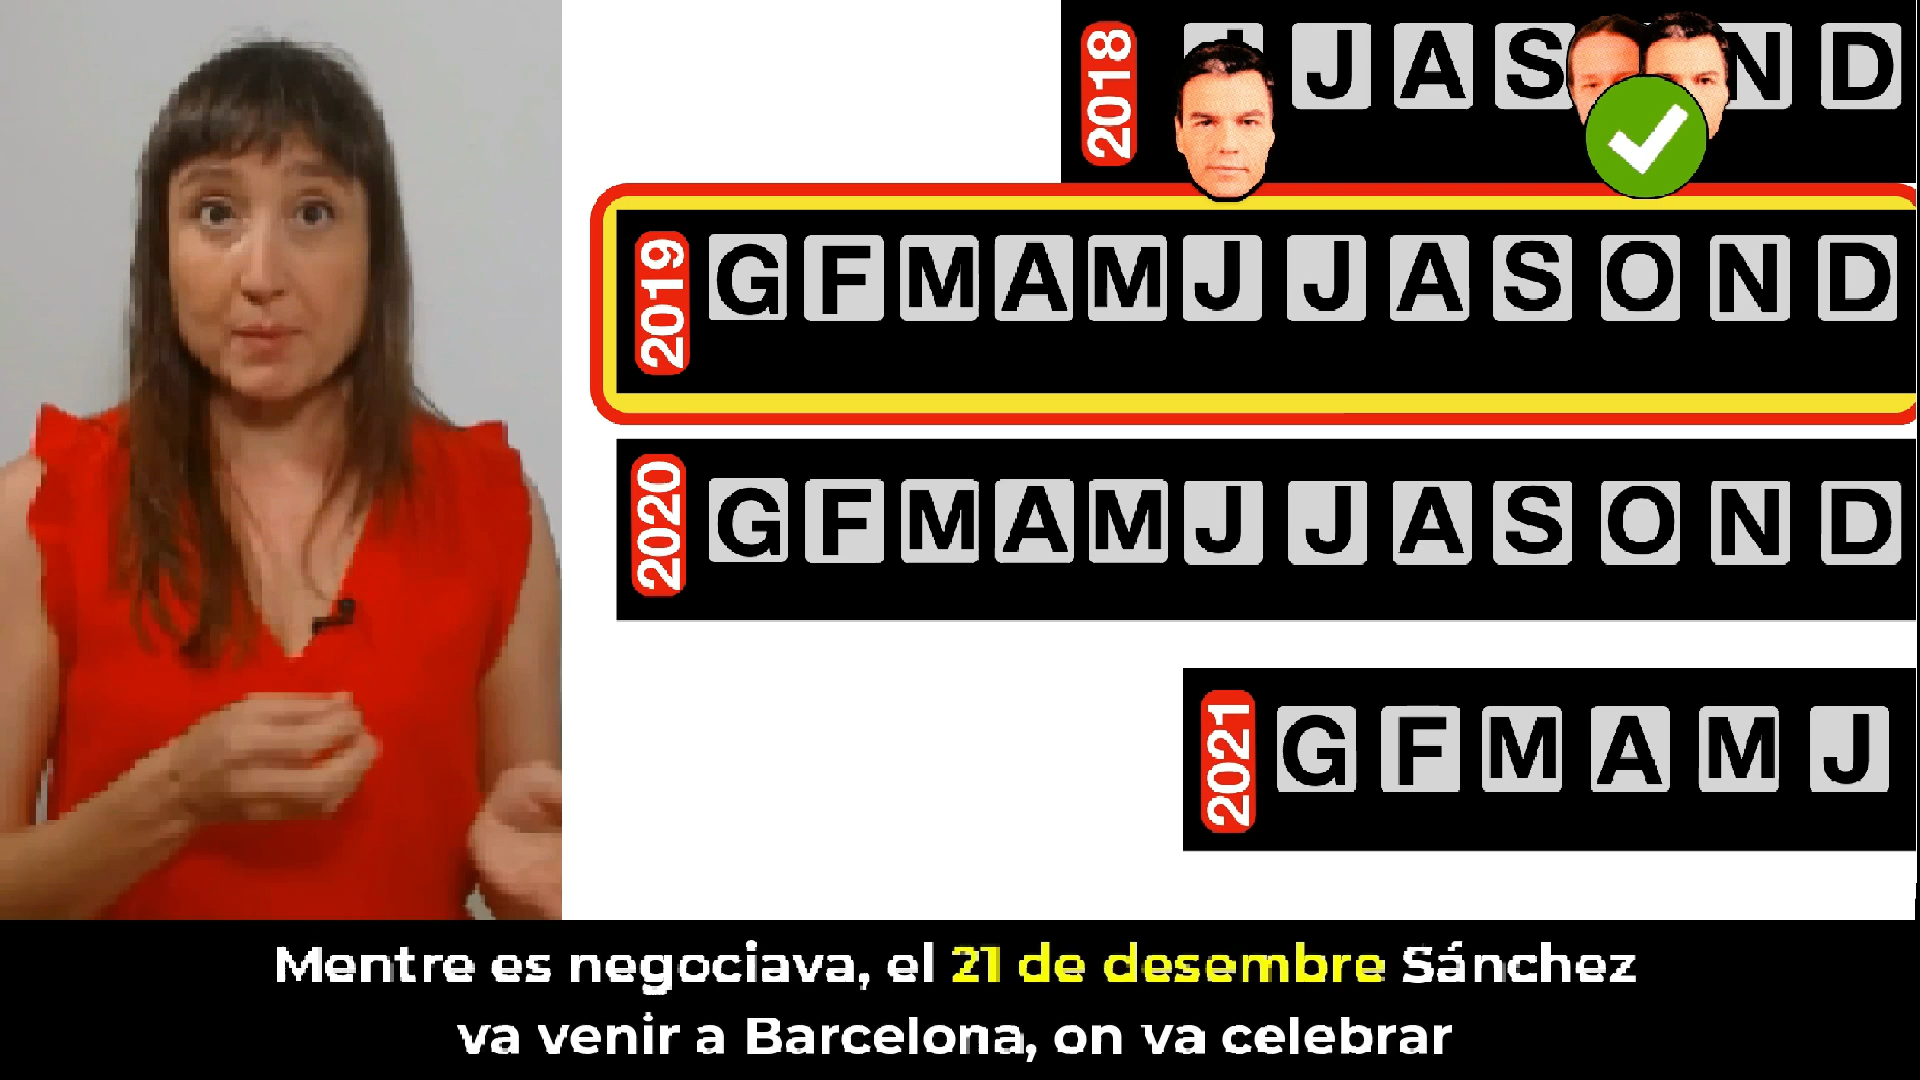 2018 J J A S N D
2019 G F M A M J J A S O N D
2020 G F M A M J J A S O N D
2021 G F M A M J
Mentre es negociava, el 21 de desembre Sánchez
va venir a Barcelona, on va celebrar